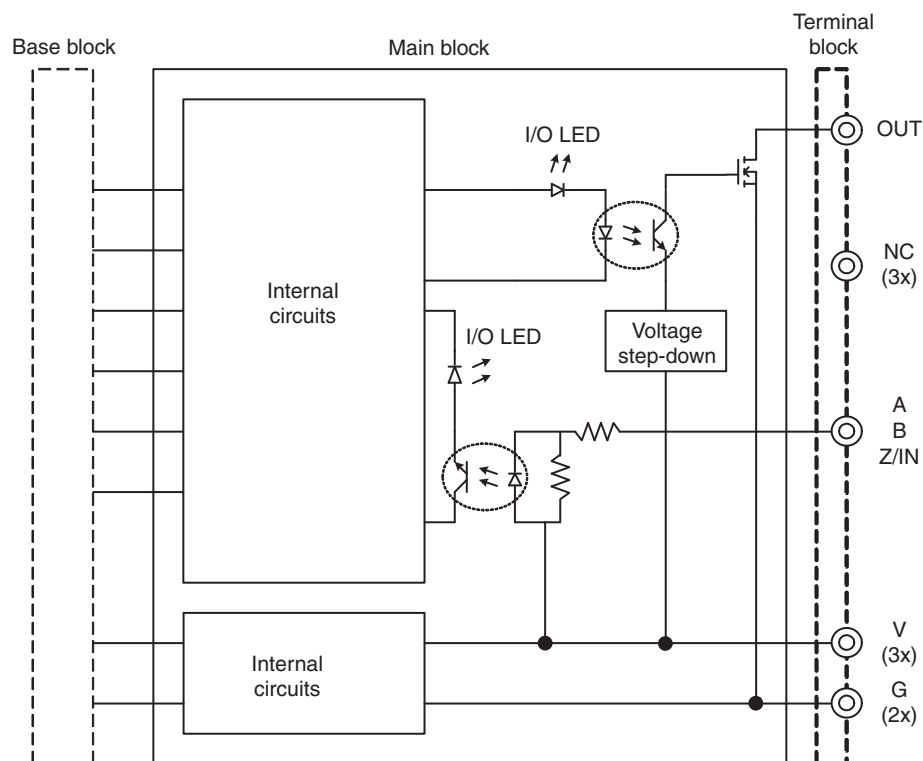 Base block
Main block
Terminal
block
I/O LED
OUT
NC
(3x)
Internal
circuits
I/O LED
Voltage
step-down
A
B
Z/IN
Internal
circuits
V
(3x)
G
(2x)